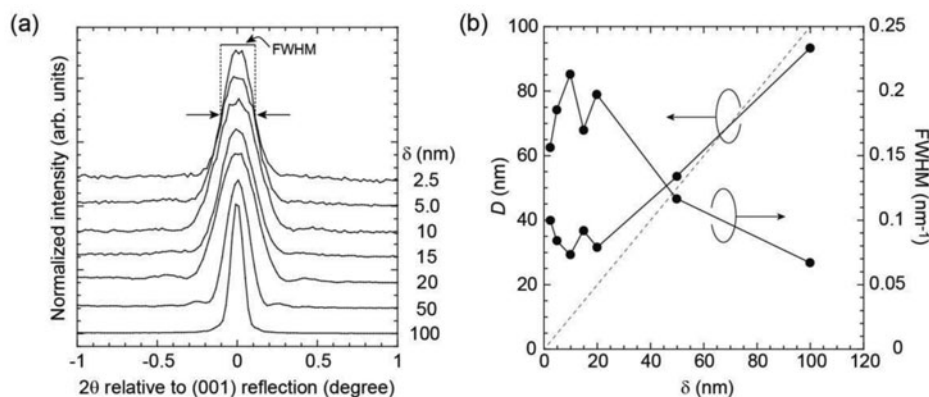 (a)
FWHM
Normalized intensity (arb. units)
δ (nm)
2.5
5.0
10
15
20
50
100
-1 -0.5 0 0.5 1
2θ relative to (001) reflection (degree)
(b)
100
80
60
40
20
0
D (nm)
0.25
0.2
0.15
0.1
0.05
0
FWHM (nm⁻¹)
0 20 40 60 80 100 120
δ (nm)